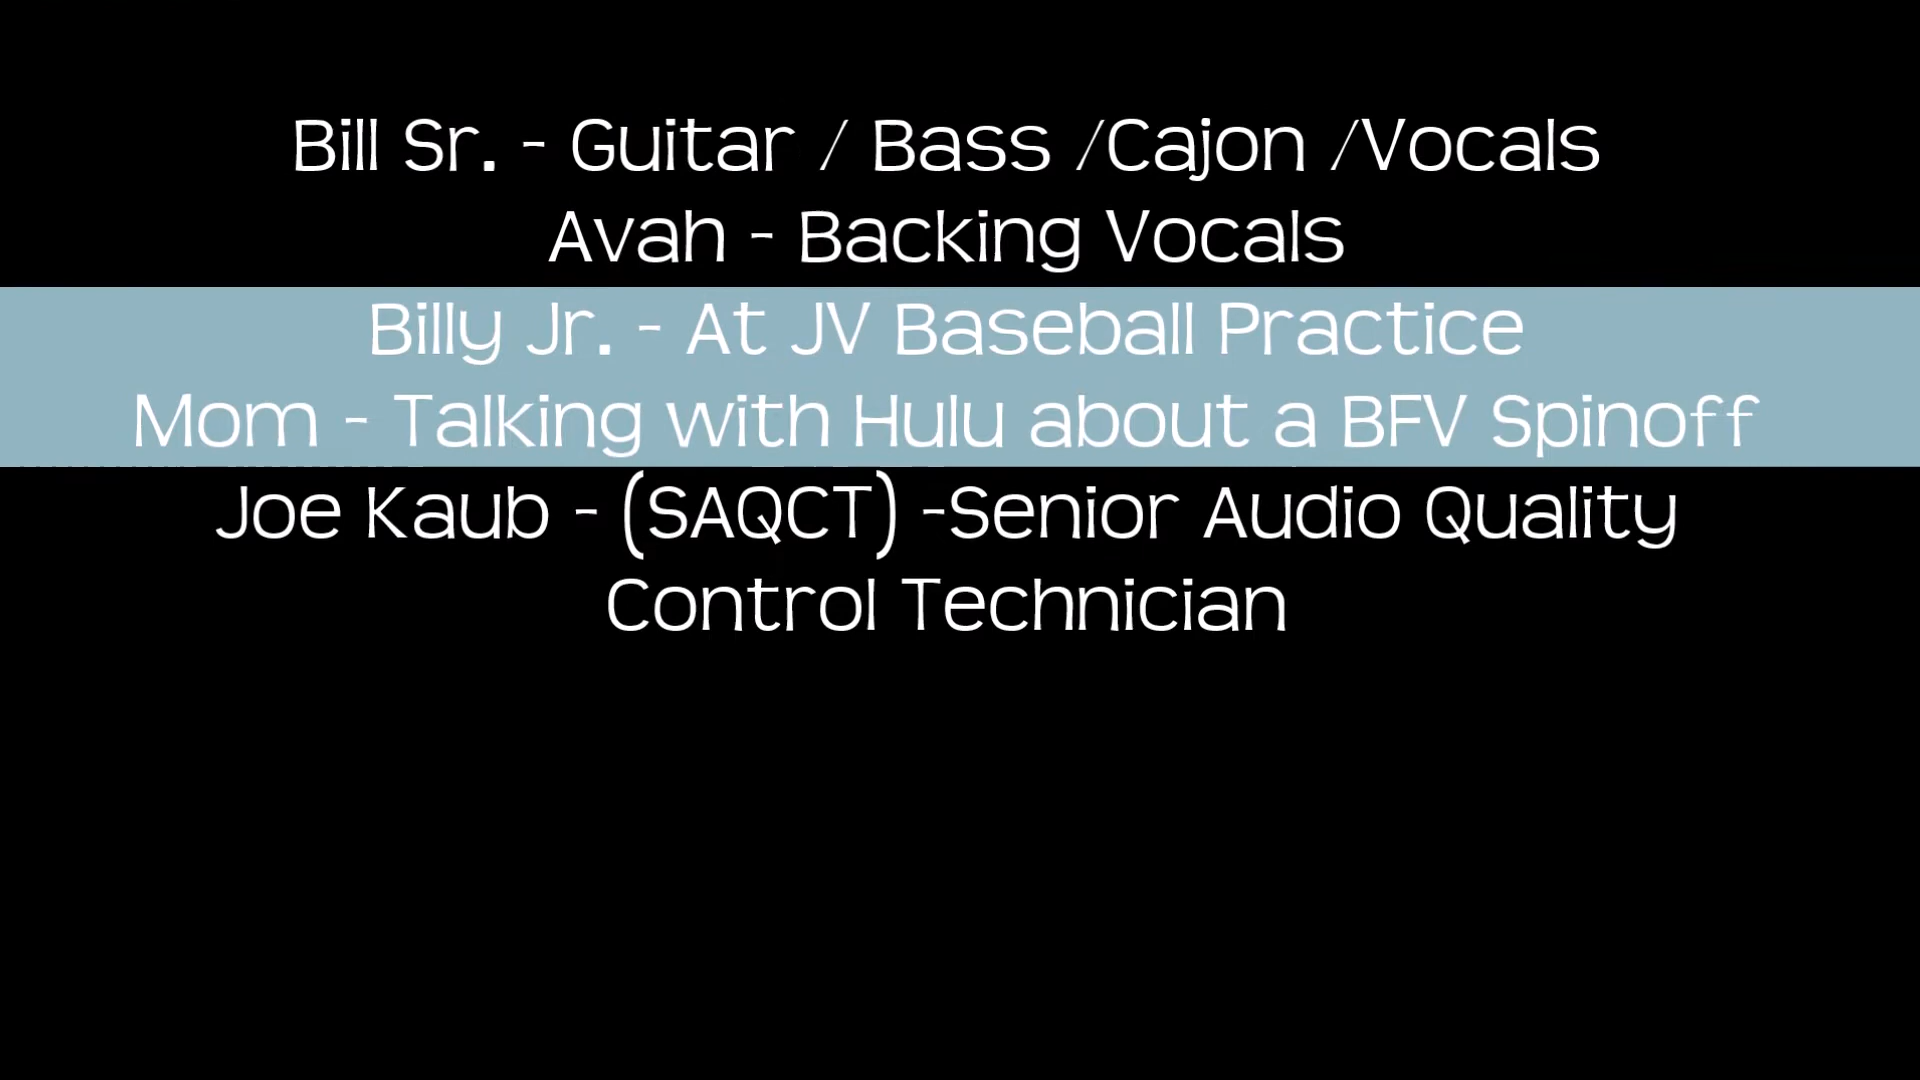 Bill Sr. - Guitar / Bass /Cajon /Vocals
Avah - Backing Vocals
Billy Jr. - At JV Baseball Practice
Mom - Talking with Hulu about a BFV Spinoff
Joe Kaub - (SAQCT) -Senior Audio Quality
Control Technician